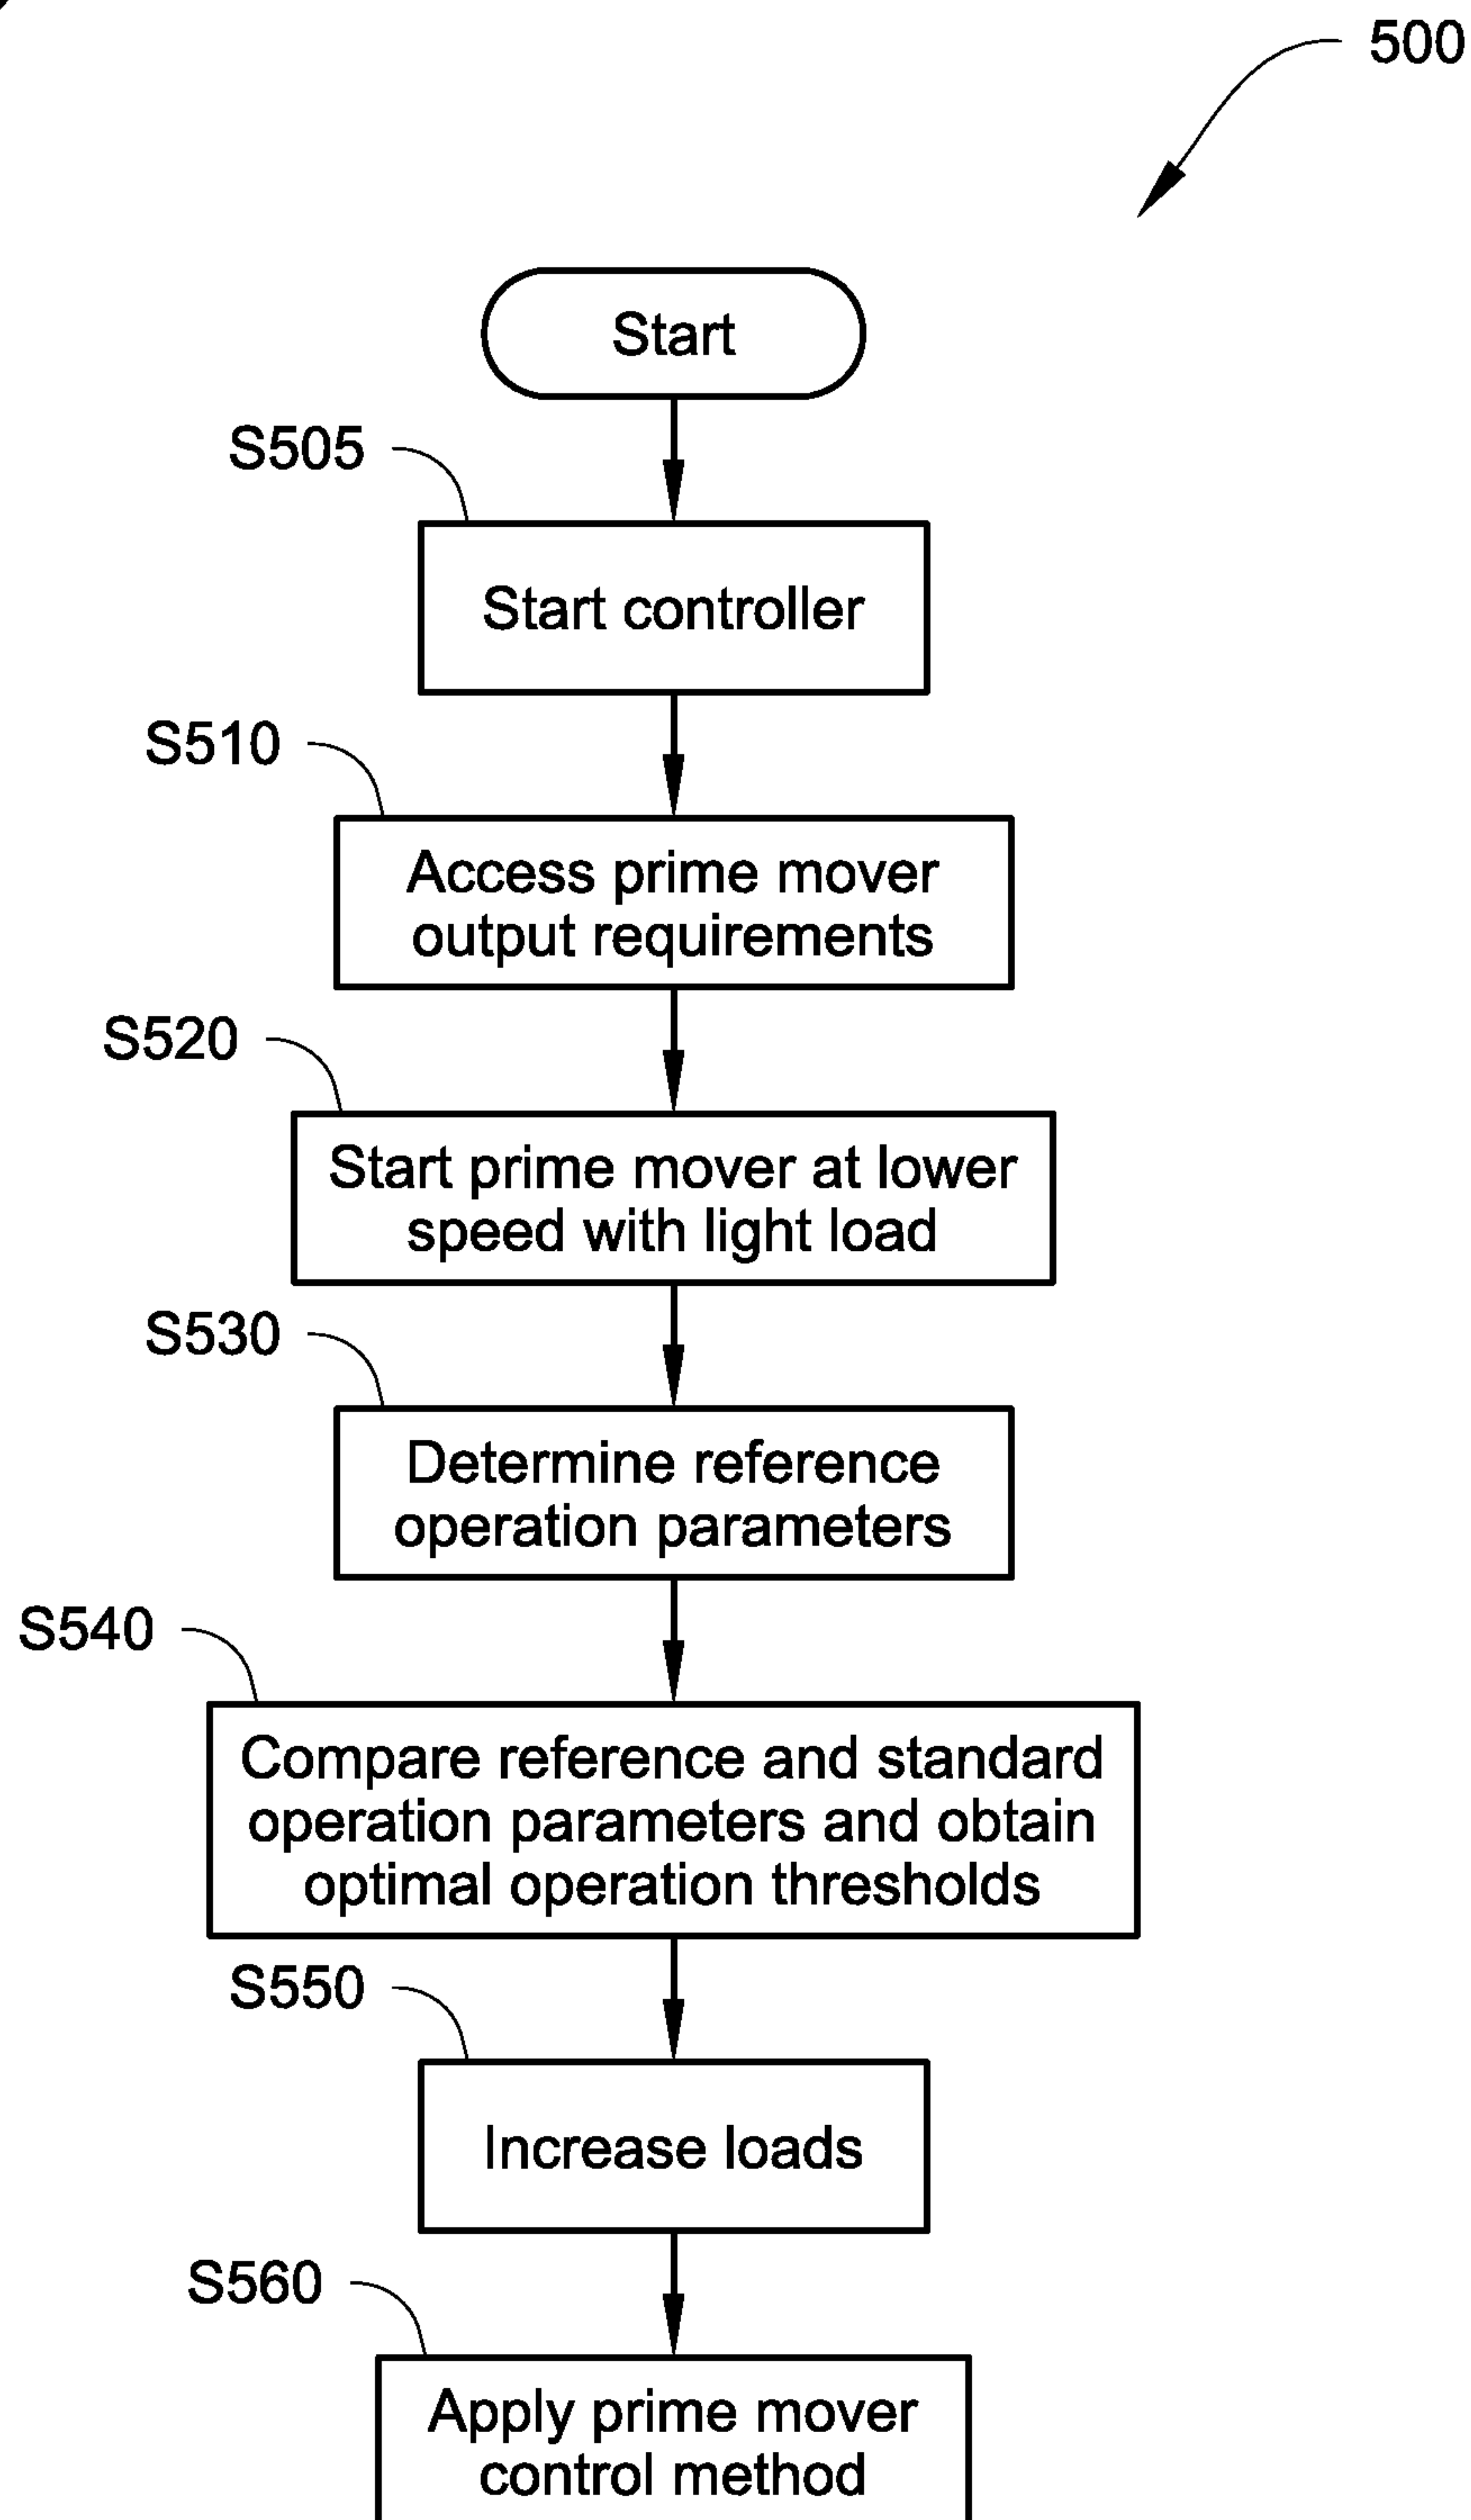 500
Start
S505
Start controller
S510
Access prime mover
output requirements
S520
Start prime mover at lower
speed with light load
S530
Determine reference
operation parameters
S540
Compare reference and standard
operation parameters and obtain
optimal operation thresholds
S550
Increase loads
S560
Apply prime mover
control method